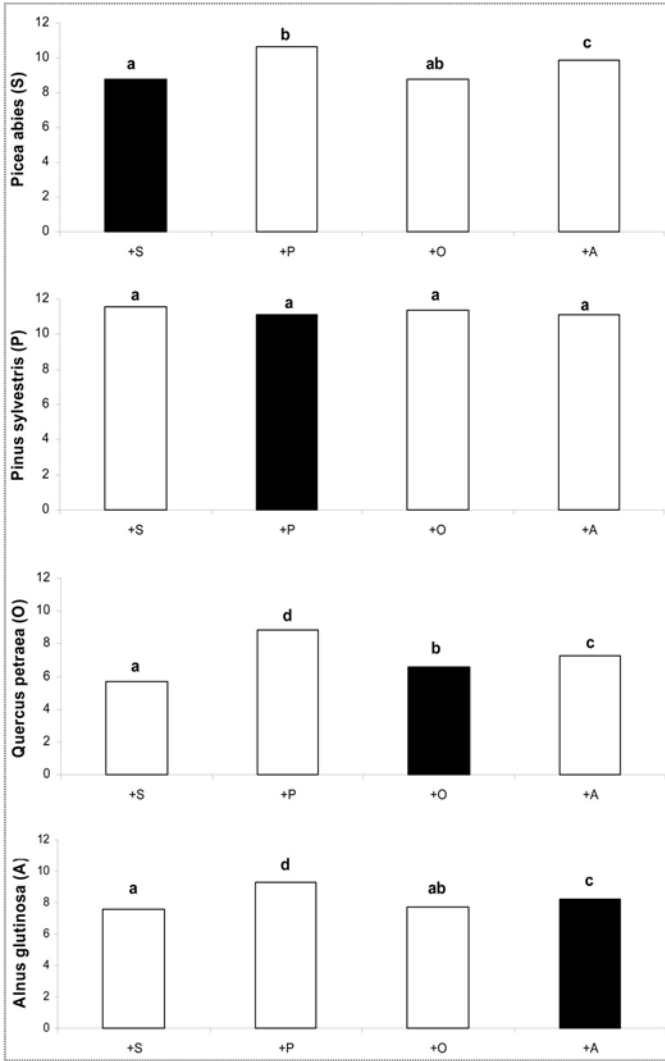 Picea abies (S)
12
10
8
6
4
2
0
a
b
ab
c
+S
+P
+O
+A
Pinus sylvestris (P)
12
10
8
6
4
2
0
a
a
a
a
+S
+P
+O
+A
Quercus petraea (O)
12
10
8
6
4
2
0
a
d
b
c
+S
+P
+O
+A
Alnus glutinosa (A)
12
10
8
6
4
2
0
a
d
ab
c
+S
+P
+O
+A